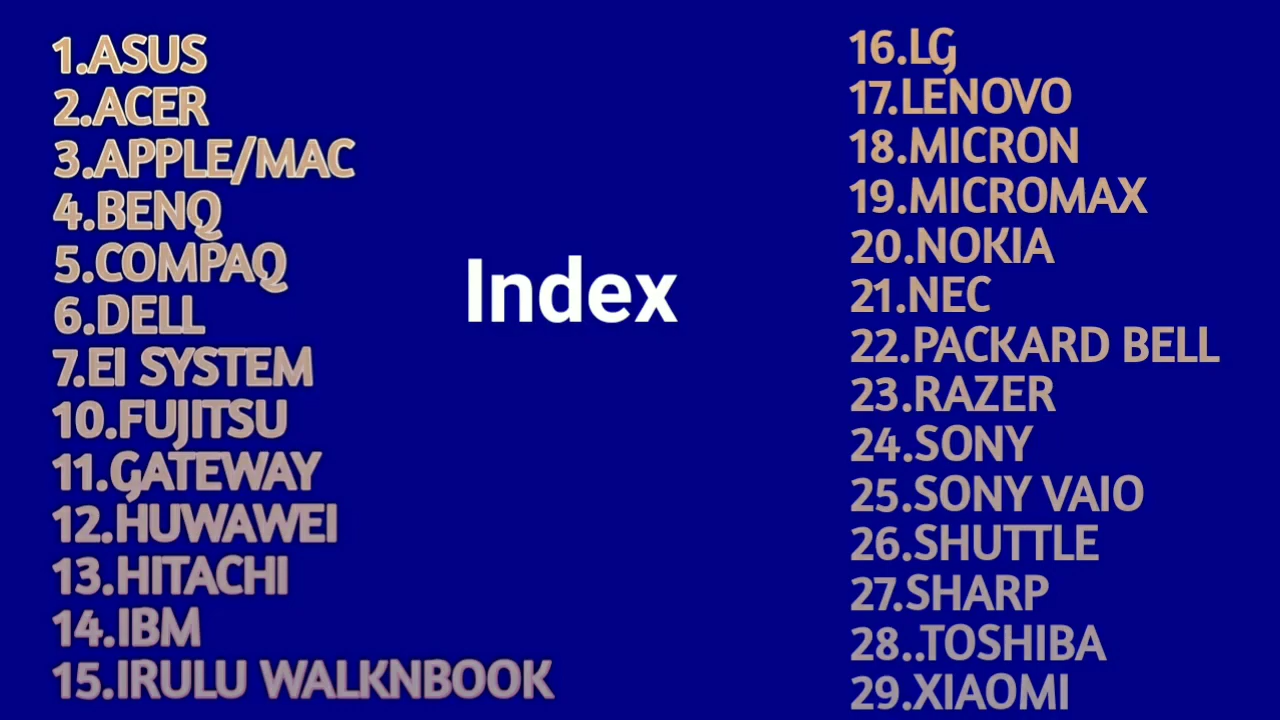 1.ASUS
2.ACER
3.APPLE/MAC
4.BENQ
5.COMPAQ
6.DELL
7.EI SYSTEM
10.FUJITSU
11.GATEWAY
12.HUWAWEI
13.HITACHI
14.IBM
15.IRULU WALKNBOOK
Index
16.LG
17.LENOVO
18.MICRON
19.MICROMAX
20.NOKIA
21.NEC
22.PACKARD BELL
23.RAZER
24.SONY
25.SONY VAIO
26.SHUTTLE
27.SHARP
28..TOSHIBA
29.XIAOMI